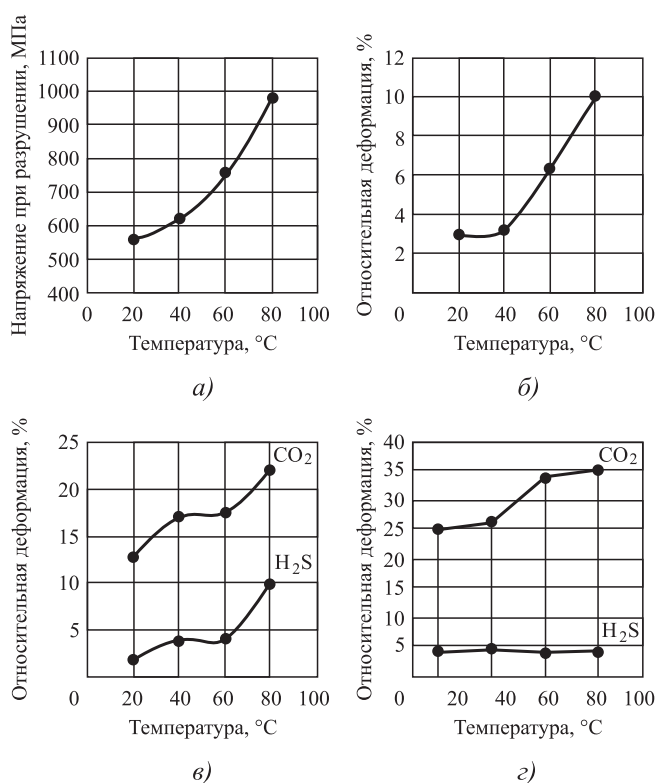 Напряжение при разрушении, МПа
1100
1000
900
800
700
600
500
400
0 20 40 60 80 100
Температура, °C
а)
Относительная деформация, %
12
10
8
6
4
2
0 20 40 60 80 100
Температура, °C
б)
Относительная деформация, %
25
20
15
10
5
CO₂
H₂S
0 20 40 60 80 100
Температура, °C
в)
Относительная деформация, %
40
35
30
25
20
15
10
5
CO₂
H₂S
0 20 40 60 80 100
Температура, °C
г)